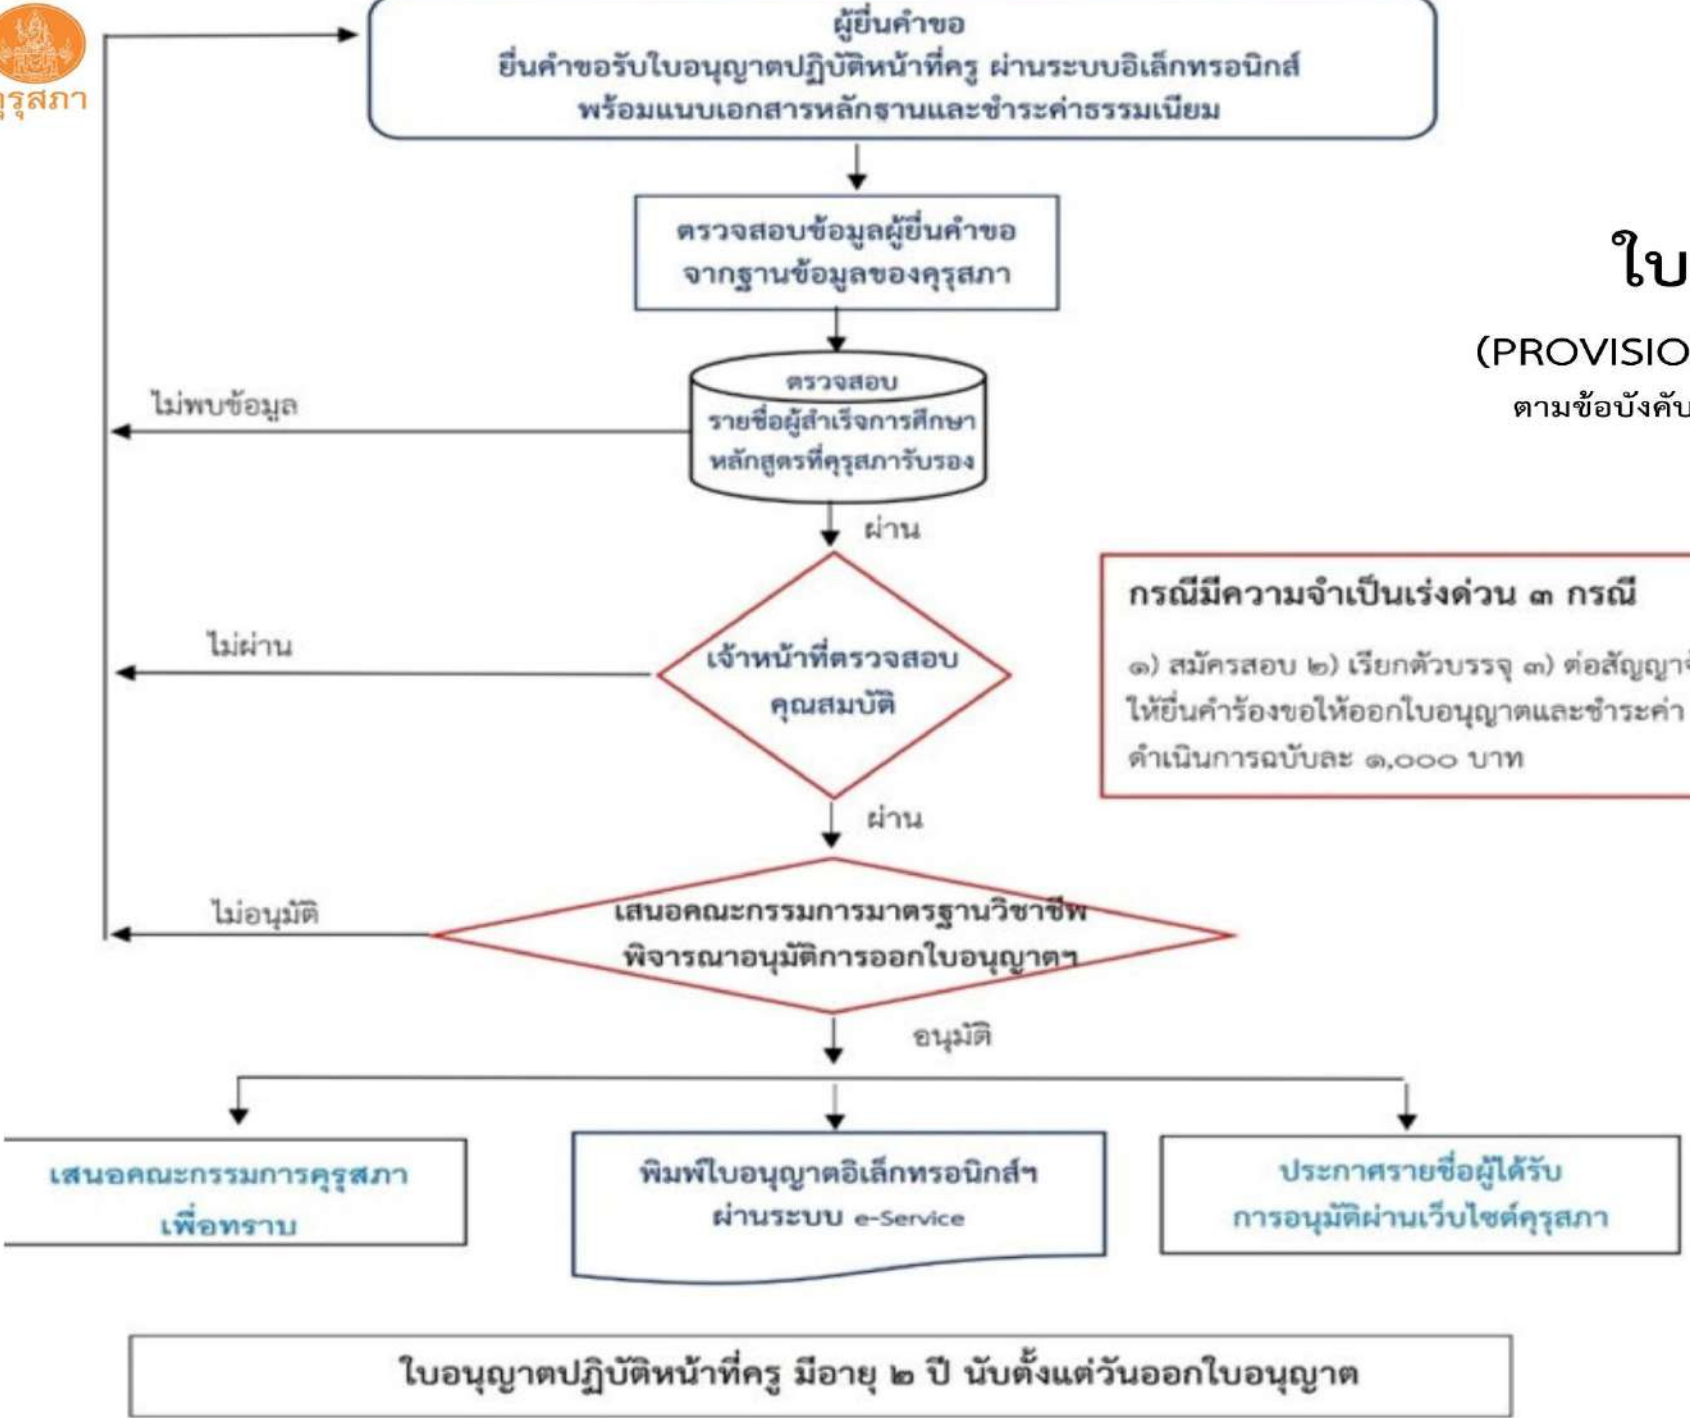 คุรุสภา
ผู้ยื่นคำขอ
ยื่นคำขอรับใบอนุญาตปฏิบัติหน้าที่ครู ผ่านระบบอิเล็กทรอนิกส์
พร้อมแนบเอกสารหลักฐานและชำระค่าธรรมเนียม
ตรวจสอบข้อมูลผู้ยื่นคำขอ
จากฐานข้อมูลของคุรุสภา
ใบ
(PROVISIO
ตามข้อบังคับ
ตรวจสอบ
รายชื่อผู้สำเร็จการศึกษา
หลักสูตรที่คุรุสภารับรอง
ไม่พบข้อมูล
ผ่าน
เจ้าหน้าที่ตรวจสอบ
คุณสมบัติ
ไม่ผ่าน
กรณีมีความจำเป็นเร่งด่วน ๓ กรณี
๑) สมัครสอบ ๒) เรียกตัวบรรจุ ๓) ต่อสัญญาจ
ให้ยื่นคำร้องขอให้ออกใบอนุญาตและชำระค่า
ดำเนินการฉบับละ ๑,๐๐๐ บาท
ผ่าน
เสนอคณะกรรมการมาตรฐานวิชาชีพ
พิจารณาอนุมัติการออกใบอนุญาตฯ
ไม่อนุมัติ
อนุมัติ
เสนอคณะกรรมการคุรุสภา
เพื่อทราบ
พิมพ์ใบอนุญาตอิเล็กทรอนิกส์ฯ
ผ่านระบบ e-Service
ประกาศรายชื่อผู้ได้รับ
การอนุมัติผ่านเว็บไซต์คุรุสภา
ใบอนุญาตปฏิบัติหน้าที่ครู มีอายุ ๒ ปี นับตั้งแต่วันออกใบอนุญาต